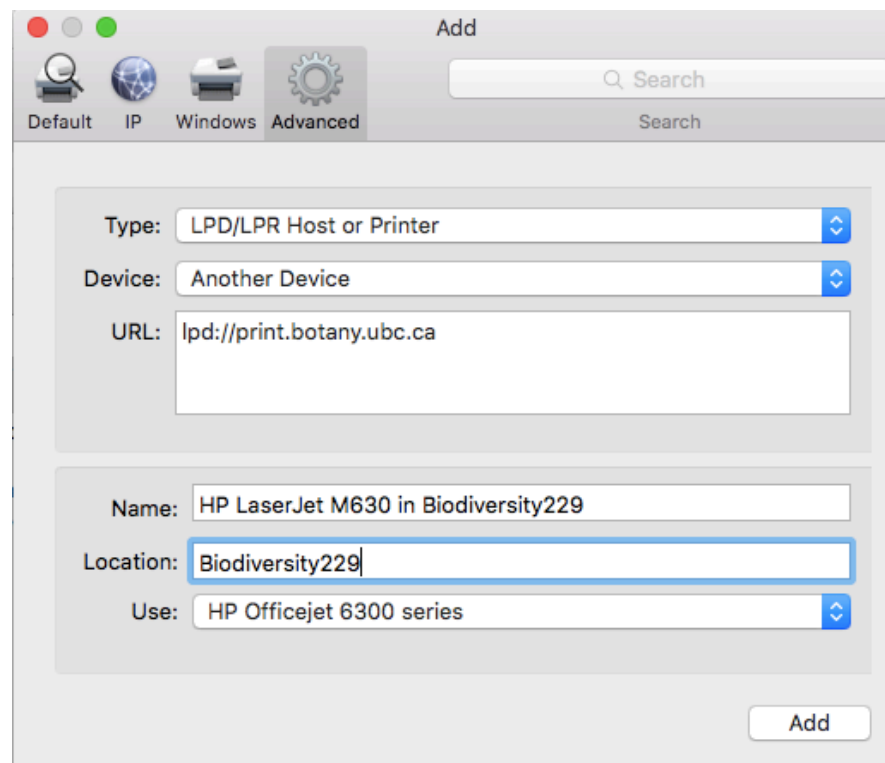 Add
Default IP Windows Advanced
Search
Search
Type: LPD/LPR Host or Printer
Device: Another Device
URL: lpd://print.botany.ubc.ca
Name: HP LaserJet M630 in Biodiversity229
Location: Biodiversity229
Use: HP Officejet 6300 series
Add